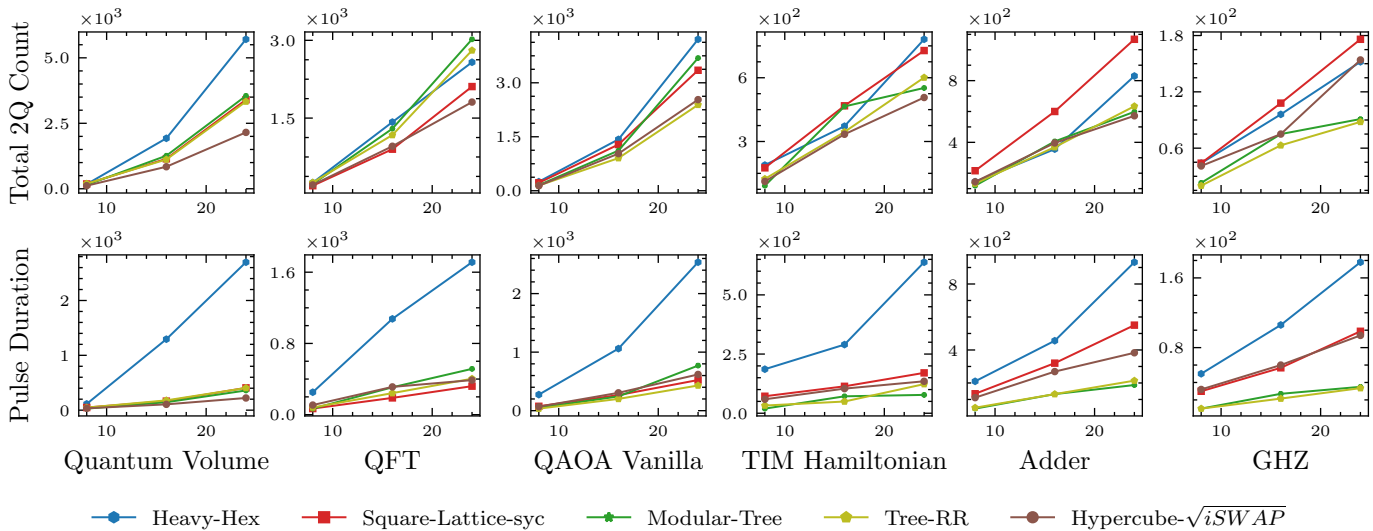 ×10³ ×10³ ×10³ ×10² ×10² ×10²
Total 2Q Count
5.0 2.5 0.0
3.0 1.5
3.0 1.5 0.0
6.0 3.0
8 4
1.8 1.2 0.6
10 20 10 20 10 20 10 20 10 20 10 20
×10³ ×10³ ×10³ ×10² ×10² ×10²
Pulse Duration
2 1 0
1.6 0.8 0.0
2 1 0
5.0 2.5 0.0
8 4
1.6 0.8
10 20 10 20 10 20 10 20 10 20 10 20
Quantum Volume QFT QAOA Vanilla TIM Hamiltonian Adder GHZ
Heavy-Hex Square-Lattice-syc Modular-Tree Tree-RR Hypercube-√iSWAP